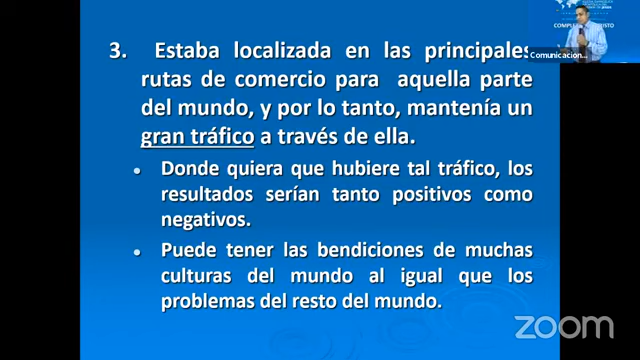 COMPLE
ISTO
Comunicacion...
3. Estaba localizada en las principales
rutas de comercio para aquella parte
del mundo, y por lo tanto, mantenía un
gran tráfico a través de ella.
• Donde quiera que hubiere tal tráfico, los
resultados serían tanto positivos como
negativos.
• Puede tener las bendiciones de muchas
culturas del mundo al igual que los
problemas del resto del mundo.
zoom